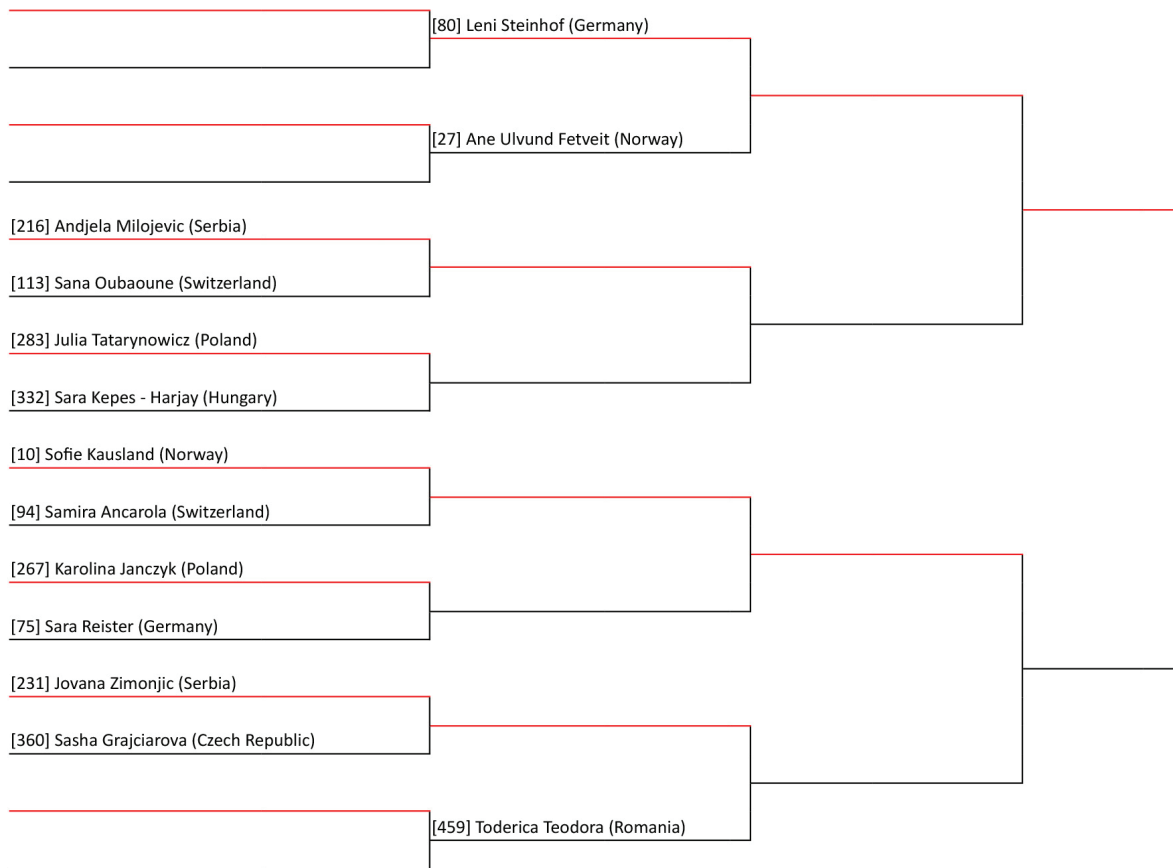 [80] Leni Steinhof (Germany)
[27] Ane Ulvund Fetveit (Norway)
[216] Andjela Milojevic (Serbia)
[113] Sana Oubaoune (Switzerland)
[283] Julia Tatarynowicz (Poland)
[332] Sara Kepes - Harjay (Hungary)
[10] Sofie Kausland (Norway)
[94] Samira Ancarola (Switzerland)
[267] Karolina Janczyk (Poland)
[75] Sara Reister (Germany)
[231] Jovana Zimonjic (Serbia)
[360] Sasha Grajciarova (Czech Republic)
[459] Toderica Teodora (Romania)